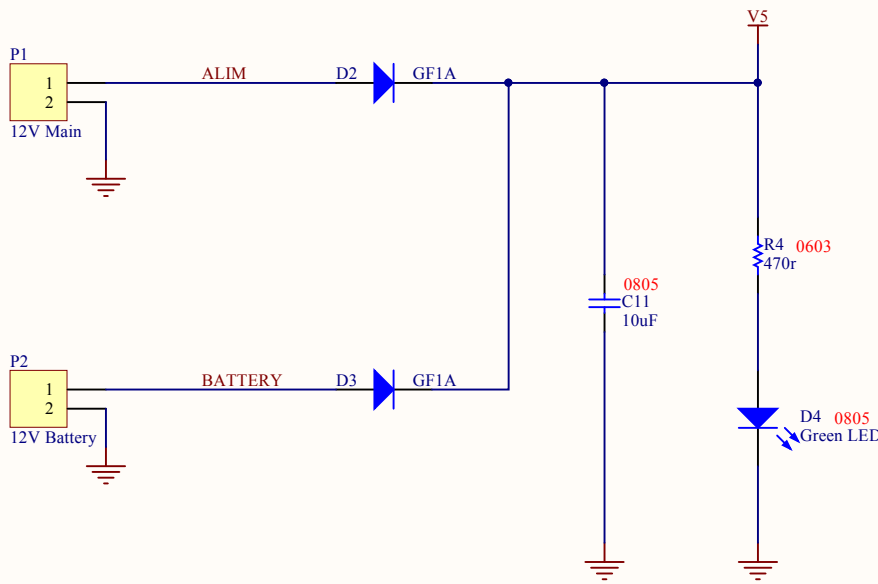 V5
P1
1
2
12V Main
ALIM
D2
GF1A
R4 0603
470r
0805
C11
10uF
P2
1
2
12V Battery
BATTERY
D3
GF1A
D4 0805
Green LED